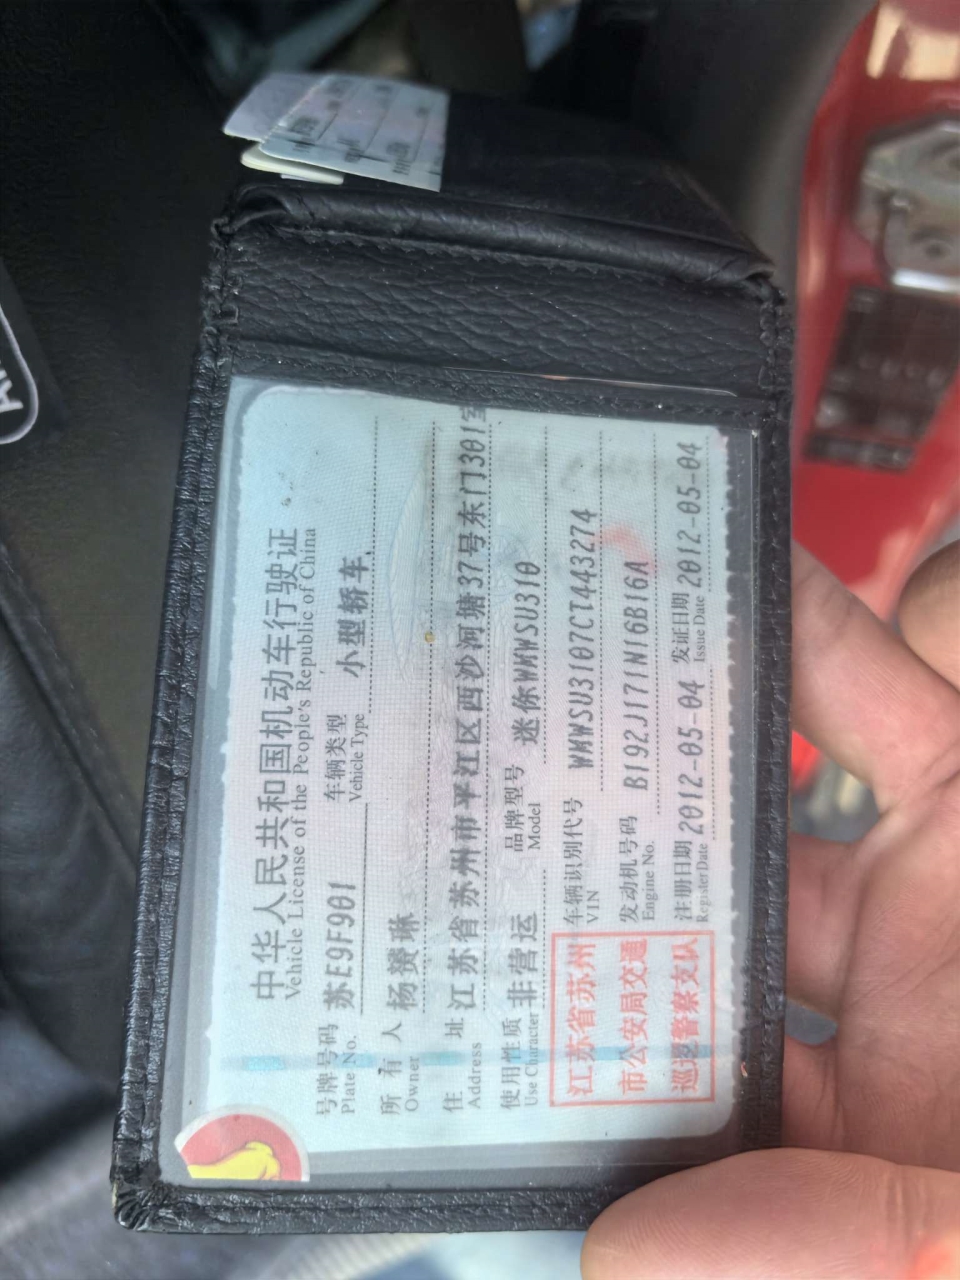 中华人民共和国机动车行驶证
Vehicle License of the People's Republic of China
号牌号码 苏E9F901 车辆类型 小型轿车
Plate No. Vehicle Type
所有人 杨赟琳
Owner
住址 江苏省苏州市平江区西沙河塘37号东门301室
Address
使用性质 非营运 品牌型号 迷你WMWSU310
Use Character Model
车辆识别代号 WMWSU3107CT443274
VIN
发动机号码 B192J171N16B16A
Engine No.
注册日期 2012-05-04 发证日期 2012-05-04
Register Date Issue Date
江苏省苏州
市公安局交通
巡逻警察支队